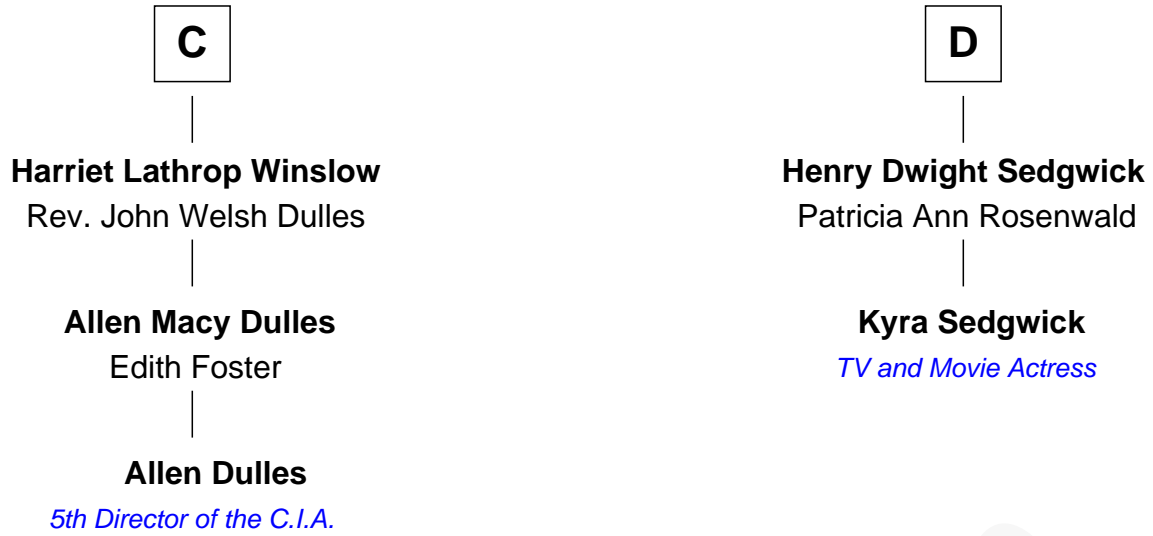 C
Harriet Lathrop Winslow
Rev. John Welsh Dulles
Allen Macy Dulles
Edith Foster
Allen Dulles
5th Director of the C.I.A.
D
Henry Dwight Sedgwick
Patricia Ann Rosenwald
Kyra Sedgwick
TV and Movie Actress